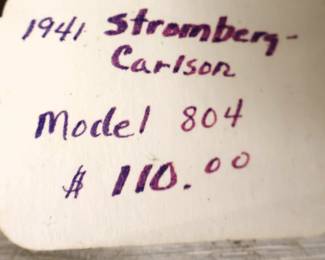 1941 Stromberg-
Carlson
Model 804
$ 110.00